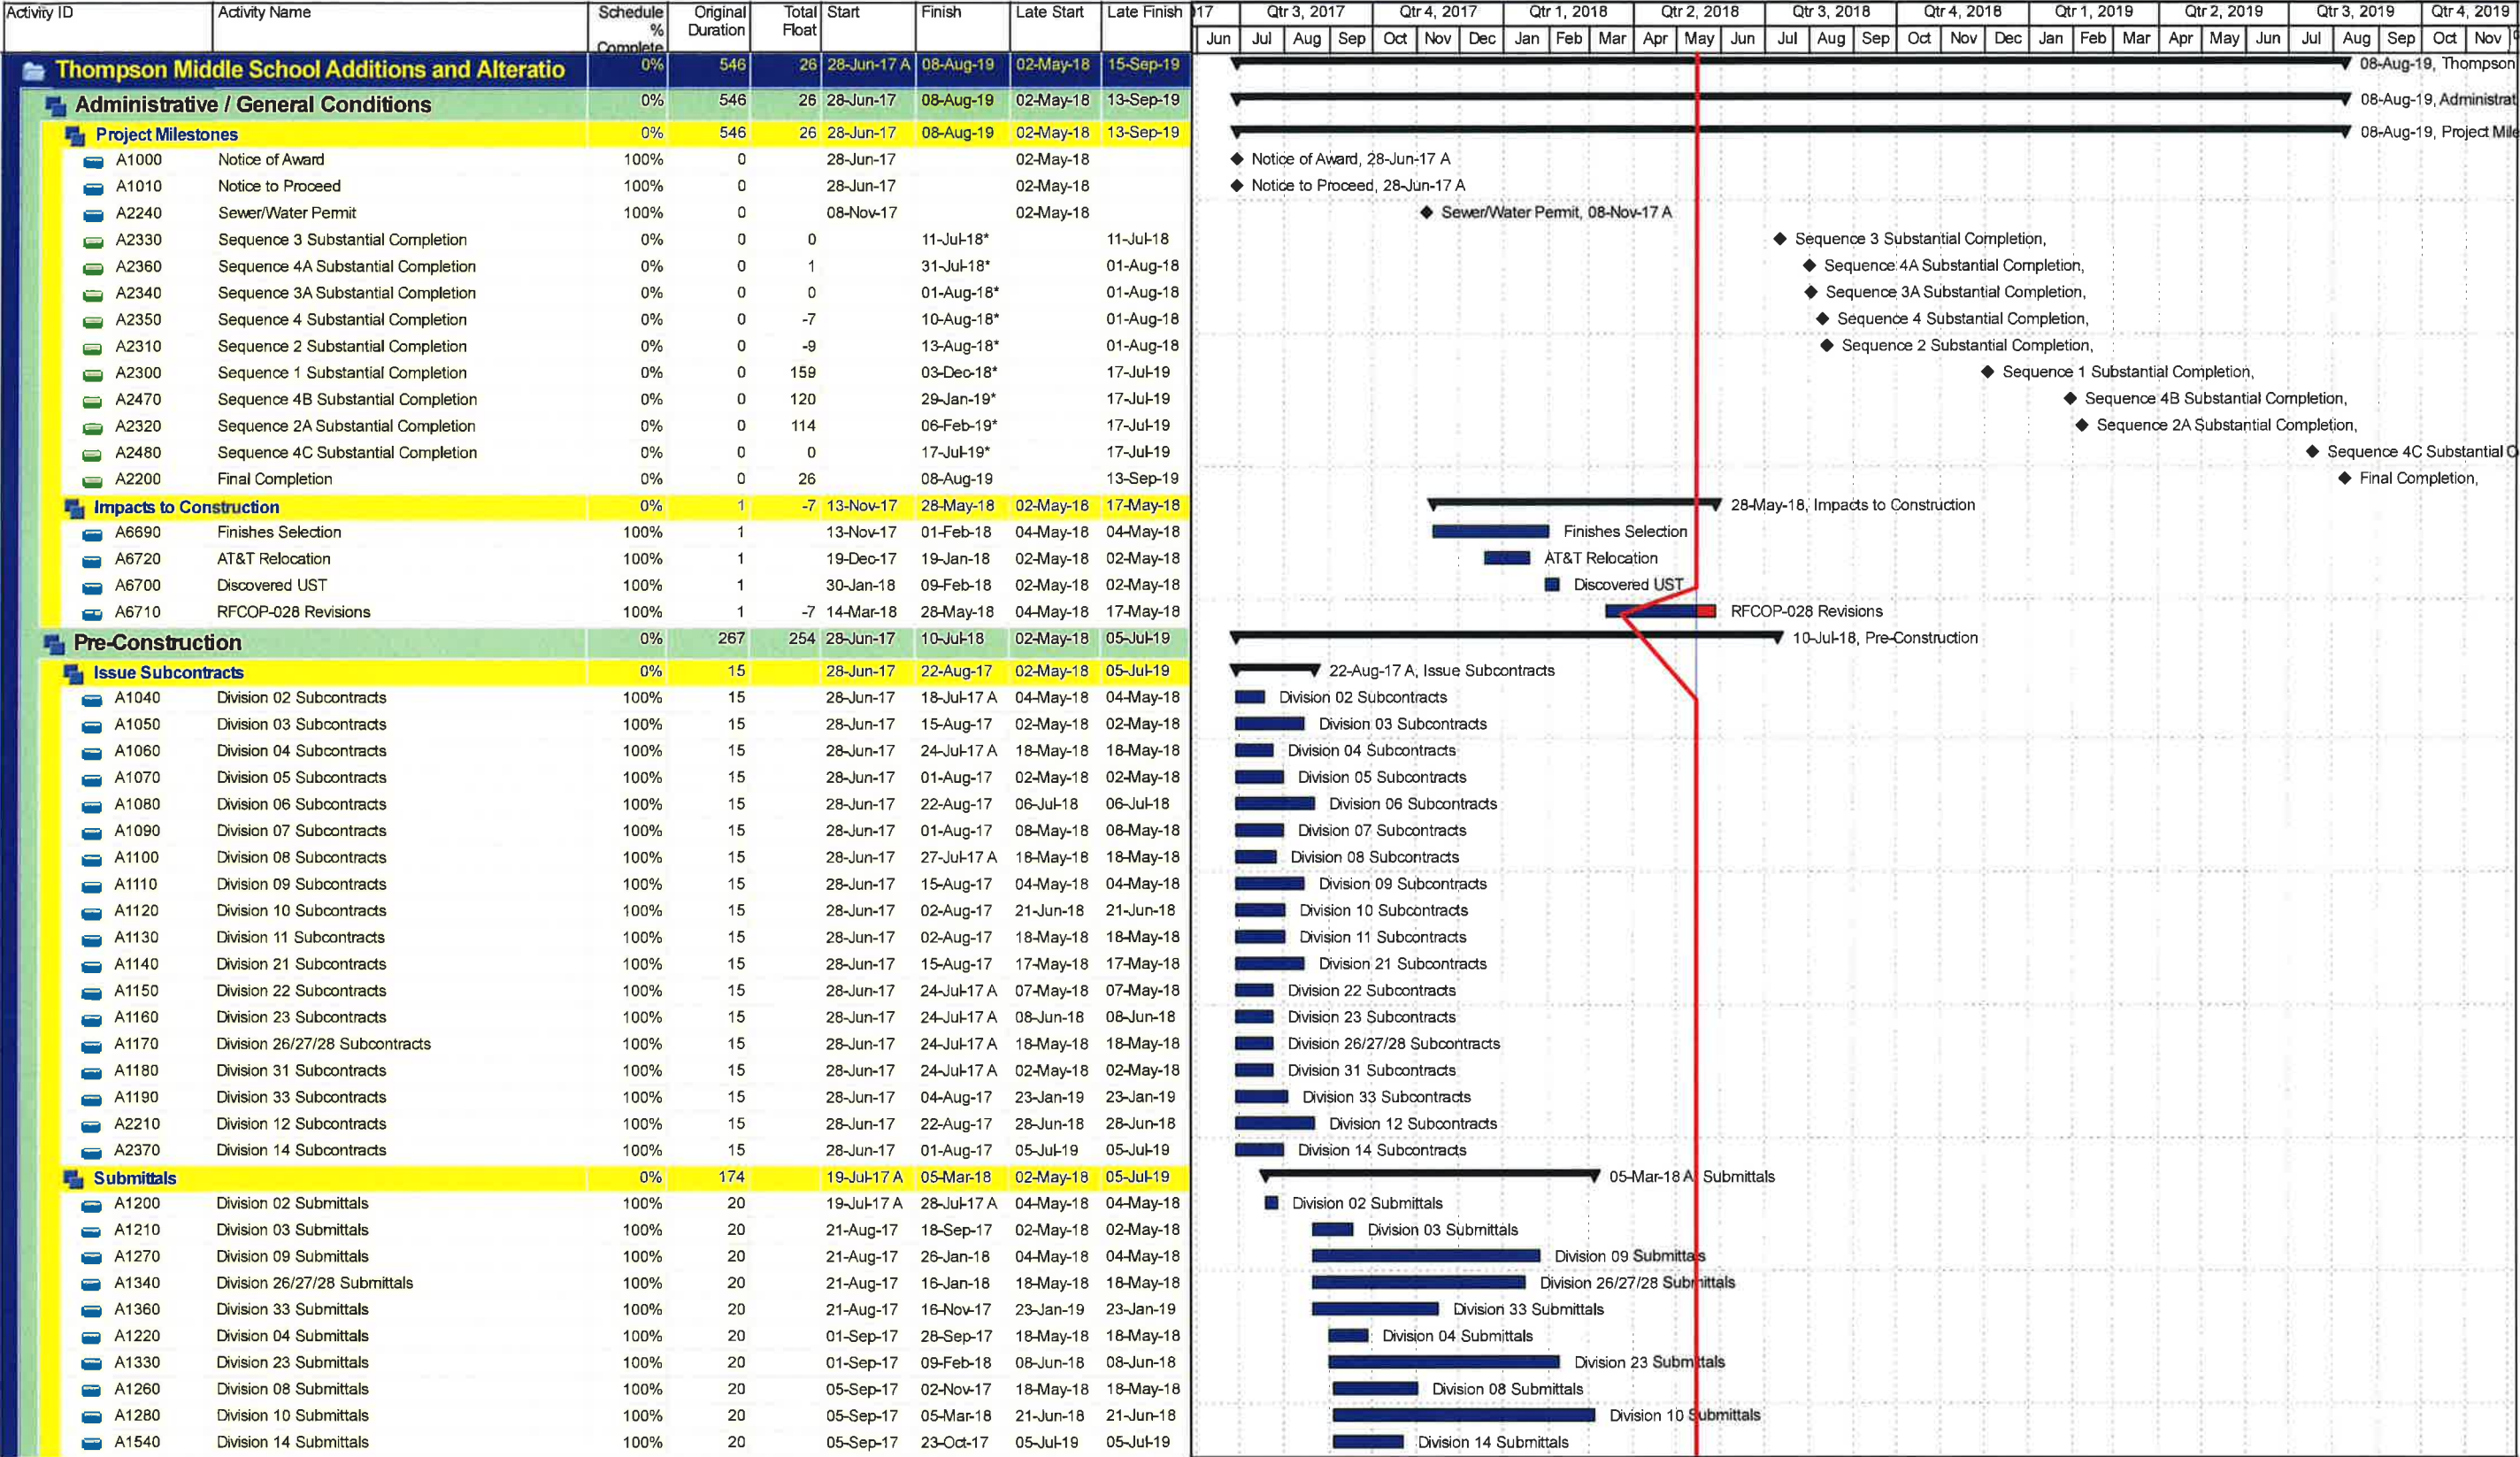 Activity ID Activity Name Schedule % Complete Original Duration Total Float Start Finish Late Start Late Finish
17 Qtr 3, 2017 Qtr 4, 2017 Qtr 1, 2018 Qtr 2, 2018 Qtr 3, 2018 Qtr 4, 2018 Qtr 1, 2019 Qtr 2, 2019 Qtr 3, 2019 Qtr 4, 2019
Jun Jul Aug Sep Oct Nov Dec Jan Feb Mar Apr May Jun Jul Aug Sep Oct Nov Dec Jan Feb Mar Apr May Jun Jul Aug Sep Oct Nov
Thompson Middle School Additions and Alteratio 0% 546 26 28-Jun-17 A 08-Aug-19 02-May-18 15-Sep-19 08-Aug-19, Thompson
Administrative / General Conditions 0% 546 26 28-Jun-17 08-Aug-19 02-May-18 13-Sep-19 08-Aug-19, Administrat
Project Milestones 0% 546 26 28-Jun-17 08-Aug-19 02-May-18 13-Sep-19 08-Aug-19, Project Mile
A1000 Notice of Award 100% 0 28-Jun-17 02-May-18 Notice of Award, 28-Jun-17 A
A1010 Notice to Proceed 100% 0 28-Jun-17 02-May-18 Notice to Proceed, 28-Jun-17 A
A2240 Sewer/Water Permit 100% 0 08-Nov-17 02-May-18 Sewer/Water Permit, 08-Nov-17 A
A2330 Sequence 3 Substantial Completion 0% 0 0 11-Jul-18* 11-Jul-18 Sequence 3 Substantial Completion,
A2360 Sequence 4A Substantial Completion 0% 0 1 31-Jul-18* 01-Aug-18 Sequence 4A Substantial Completion,
A2340 Sequence 3A Substantial Completion 0% 0 0 01-Aug-18* 01-Aug-18 Sequence 3A Substantial Completion,
A2350 Sequence 4 Substantial Completion 0% 0 -7 10-Aug-18* 01-Aug-18 Sequence 4 Substantial Completion,
A2310 Sequence 2 Substantial Completion 0% 0 -9 13-Aug-18* 01-Aug-18 Sequence 2 Substantial Completion,
A2300 Sequence 1 Substantial Completion 0% 0 159 03-Dec-18* 17-Jul-19 Sequence 1 Substantial Completion,
A2470 Sequence 4B Substantial Completion 0% 0 120 29-Jan-19* 17-Jul-19 Sequence 4B Substantial Completion,
A2320 Sequence 2A Substantial Completion 0% 0 114 06-Feb-19* 17-Jul-19 Sequence 2A Substantial Completion,
A2480 Sequence 4C Substantial Completion 0% 0 0 17-Jul-19* 17-Jul-19 Sequence 4C Substantial C
A2200 Final Completion 0% 0 26 08-Aug-19 13-Sep-19 Final Completion,
Impacts to Construction 0% 1 -7 13-Nov-17 28-May-18 02-May-18 17-May-18 28-May-18, Impacts to Construction
A6690 Finishes Selection 100% 1 13-Nov-17 01-Feb-18 04-May-18 04-May-18 Finishes Selection
A6720 AT&T Relocation 100% 1 19-Dec-17 19-Jan-18 02-May-18 02-May-18 AT&T Relocation
A6700 Discovered UST 100% 1 30-Jan-18 09-Feb-18 02-May-18 02-May-18 Discovered UST
A6710 RFCOP-028 Revisions 100% 1 -7 14-Mar-18 28-May-18 04-May-18 17-May-18 RFCOP-028 Revisions
Pre-Construction 0% 267 254 28-Jun-17 10-Jul-18 02-May-18 05-Jul-19 10-Jul-18, Pre-Construction
Issue Subcontracts 0% 15 28-Jun-17 22-Aug-17 02-May-18 05-Jul-19 22-Aug-17 A, Issue Subcontracts
A1040 Division 02 Subcontracts 100% 15 28-Jun-17 18-Jul-17 A 04-May-18 04-May-18 Division 02 Subcontracts
A1050 Division 03 Subcontracts 100% 15 28-Jun-17 15-Aug-17 02-May-18 02-May-18 Division 03 Subcontracts
A1060 Division 04 Subcontracts 100% 15 28-Jun-17 24-Jul-17 A 18-May-18 18-May-18 Division 04 Subcontracts
A1070 Division 05 Subcontracts 100% 15 28-Jun-17 01-Aug-17 02-May-18 02-May-18 Division 05 Subcontracts
A1080 Division 06 Subcontracts 100% 15 28-Jun-17 22-Aug-17 06-Jul-18 06-Jul-18 Division 06 Subcontracts
A1090 Division 07 Subcontracts 100% 15 28-Jun-17 01-Aug-17 08-May-18 08-May-18 Division 07 Subcontracts
A1100 Division 08 Subcontracts 100% 15 28-Jun-17 27-Jul-17 A 18-May-18 18-May-18 Division 08 Subcontracts
A1110 Division 09 Subcontracts 100% 15 28-Jun-17 15-Aug-17 04-May-18 04-May-18 Division 09 Subcontracts
A1120 Division 10 Subcontracts 100% 15 28-Jun-17 02-Aug-17 21-Jun-18 21-Jun-18 Division 10 Subcontracts
A1130 Division 11 Subcontracts 100% 15 28-Jun-17 02-Aug-17 18-May-18 18-May-18 Division 11 Subcontracts
A1140 Division 21 Subcontracts 100% 15 28-Jun-17 15-Aug-17 17-May-18 17-May-18 Division 21 Subcontracts
A1150 Division 22 Subcontracts 100% 15 28-Jun-17 24-Jul-17 A 07-May-18 07-May-18 Division 22 Subcontracts
A1160 Division 23 Subcontracts 100% 15 28-Jun-17 24-Jul-17 A 08-Jun-18 08-Jun-18 Division 23 Subcontracts
A1170 Division 26/27/28 Subcontracts 100% 15 28-Jun-17 24-Jul-17 A 18-May-18 18-May-18 Division 26/27/28 Subcontracts
A1180 Division 31 Subcontracts 100% 15 28-Jun-17 24-Jul-17 A 02-May-18 02-May-18 Division 31 Subcontracts
A1190 Division 33 Subcontracts 100% 15 28-Jun-17 04-Aug-17 23-Jan-19 23-Jan-19 Division 33 Subcontracts
A2210 Division 12 Subcontracts 100% 15 28-Jun-17 22-Aug-17 28-Jun-18 28-Jun-18 Division 12 Subcontracts
A2370 Division 14 Subcontracts 100% 15 28-Jun-17 01-Aug-17 05-Jul-19 05-Jul-19 Division 14 Subcontracts
Submittals 0% 174 19-Jul-17 A 05-Mar-18 02-May-18 05-Jul-19 05-Mar-18 A, Submittals
A1200 Division 02 Submittals 100% 20 19-Jul-17 A 28-Jul-17 A 04-May-18 04-May-18 Division 02 Submittals
A1210 Division 03 Submittals 100% 20 21-Aug-17 18-Sep-17 02-May-18 02-May-18 Division 03 Submittals
A1270 Division 09 Submittals 100% 20 21-Aug-17 26-Jan-18 04-May-18 04-May-18 Division 09 Submittals
A1340 Division 26/27/28 Submittals 100% 20 21-Aug-17 16-Jan-18 18-May-18 18-May-18 Division 26/27/28 Submittals
A1360 Division 33 Submittals 100% 20 21-Aug-17 16-Nov-17 23-Jan-19 23-Jan-19 Division 33 Submittals
A1220 Division 04 Submittals 100% 20 01-Sep-17 28-Sep-17 18-May-18 18-May-18 Division 04 Submittals
A1330 Division 23 Submittals 100% 20 01-Sep-17 09-Feb-18 08-Jun-18 08-Jun-18 Division 23 Submittals
A1260 Division 08 Submittals 100% 20 05-Sep-17 02-Nov-17 18-May-18 18-May-18 Division 08 Submittals
A1280 Division 10 Submittals 100% 20 05-Sep-17 05-Mar-18 21-Jun-18 21-Jun-18 Division 10 Submittals
A1540 Division 14 Submittals 100% 20 05-Sep-17 23-Oct-17 05-Jul-19 05-Jul-19 Division 14 Submittals